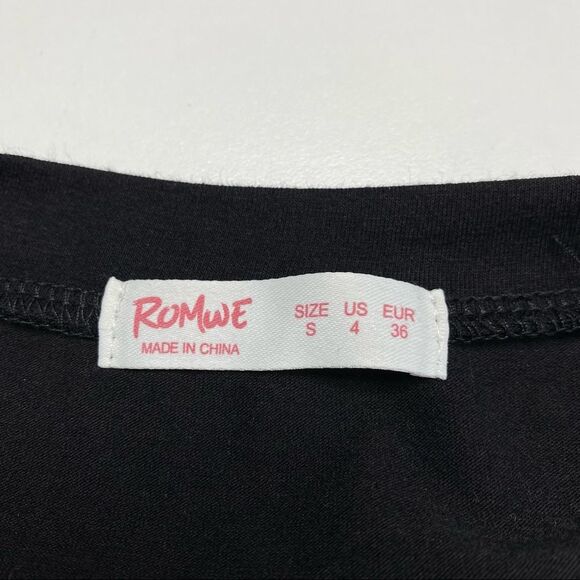 ROMWE
MADE IN CHINA
SIZE US EUR
S 4 36